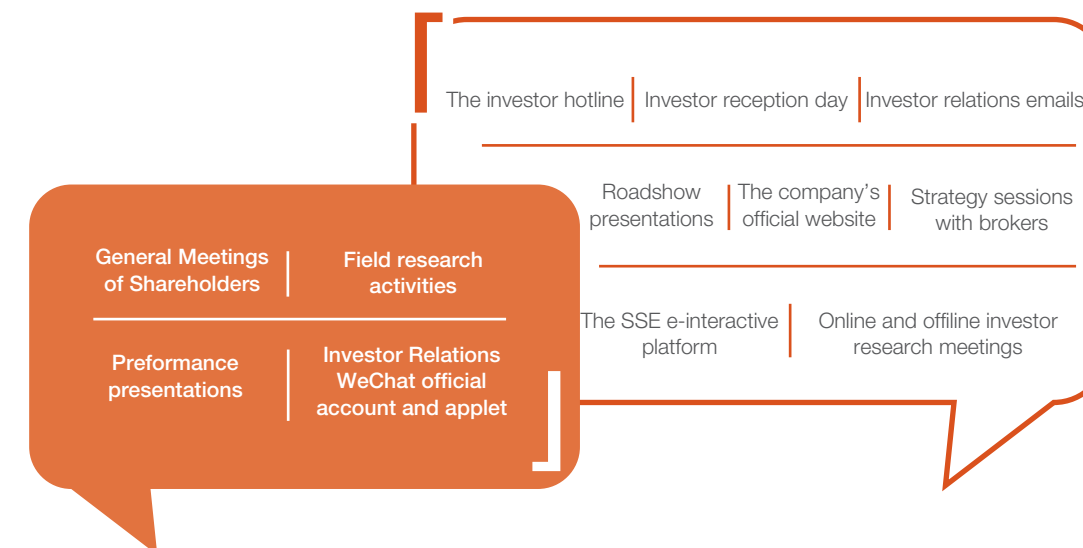 The investor hotline
Investor reception day
Investor relations emails
Roadshow
presentations
The company's
official website
Strategy sessions
with brokers
The SSE e-interactive
platform
Online and offiline investor
research meetings
General Meetings
of Shareholders
Field research
activities
Preformance
presentations
Investor Relations
WeChat official
account and applet